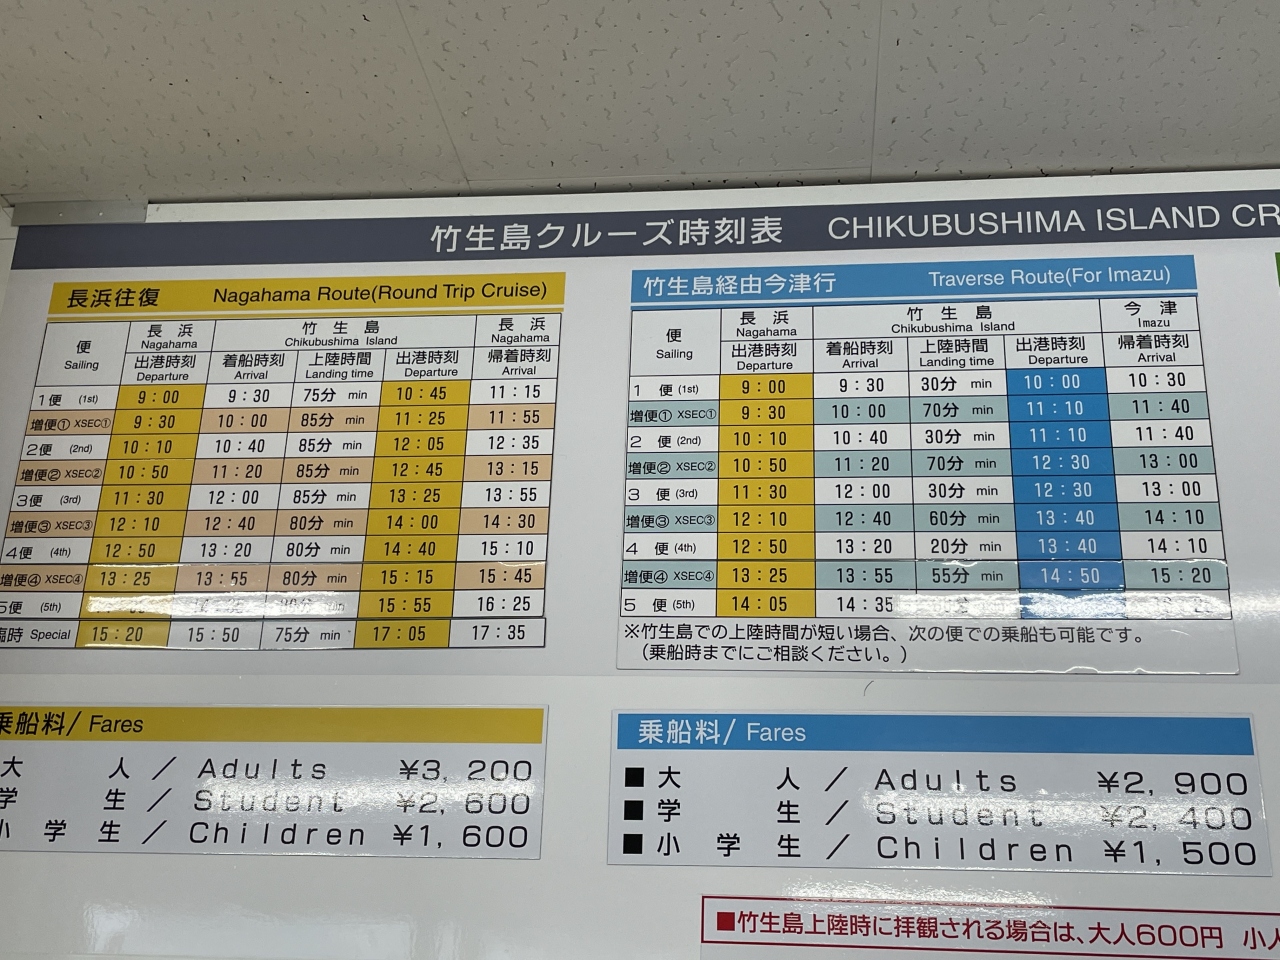 竹生島クルーズ時刻表 CHIKUBUSHIMA ISLAND CR
長浜往復 Nagahama Route(Round Trip Cruise)
便 Sailing 長浜 Nagahama 竹生島 Chikubushima Island 長浜 Nagahama
出港時刻 Departure 着船時刻 Arrival 上陸時間 Landing time 出港時刻 Departure 帰着時刻 Arrival
1便 (1st) 9:00 9:30 75分 min 10:45 11:15
増便① XSEC① 9:30 10:00 85分 min 11:25 11:55
2便 (2nd) 10:10 10:40 85分 min 12:05 12:35
増便② XSEC② 10:50 11:20 85分 min 12:45 13:15
3便 (3rd) 11:30 12:00 85分 min 13:25 13:55
増便③ XSEC③ 12:10 12:40 80分 min 14:00 14:30
4便 (4th) 12:50 13:20 80分 min 14:40 15:10
増便④ XSEC④ 13:25 13:55 80分 min 15:15 15:45
5便 (5th) 15:55 16:25
臨時 Special 15:20 15:50 75分 min 17:05 17:35
乗船料/Fares
大人/Adults ¥3,200
学生/Student ¥2,600
小学生/Children ¥1,600
竹生島経由今津行 Traverse Route(For Imazu)
便 Sailing 長浜 Nagahama 竹生島 Chikubushima Island 今津 Imazu
出港時刻 Departure 着船時刻 Arrival 上陸時間 Landing time 出港時刻 Departure 帰着時刻 Arrival
1便 (1st) 9:00 9:30 30分 min 10:00 10:30
増便① XSEC① 9:30 10:00 70分 min 11:10 11:40
2便 (2nd) 10:10 10:40 30分 min 11:10 11:40
増便② XSEC② 10:50 11:20 70分 min 12:30 13:00
3便 (3rd) 11:30 12:00 30分 min 12:30 13:00
増便③ XSEC③ 12:10 12:40 60分 min 13:40 14:10
4便 (4th) 12:50 13:20 20分 min 13:40 14:10
増便④ XSEC④ 13:25 13:55 55分 min 14:50 15:20
5便 (5th) 14:05 14:35
※竹生島での上陸時間が短い場合、次の便での乗船も可能です。
（乗船時までにご相談ください。）
乗船料/Fares
■大人/Adults ¥2,900
■学生/Student ¥2,400
■小学生/Children ¥1,500
■竹生島上陸時に拝観される場合は、大人600円 小人